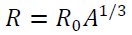 R = R₀A^{1/3}